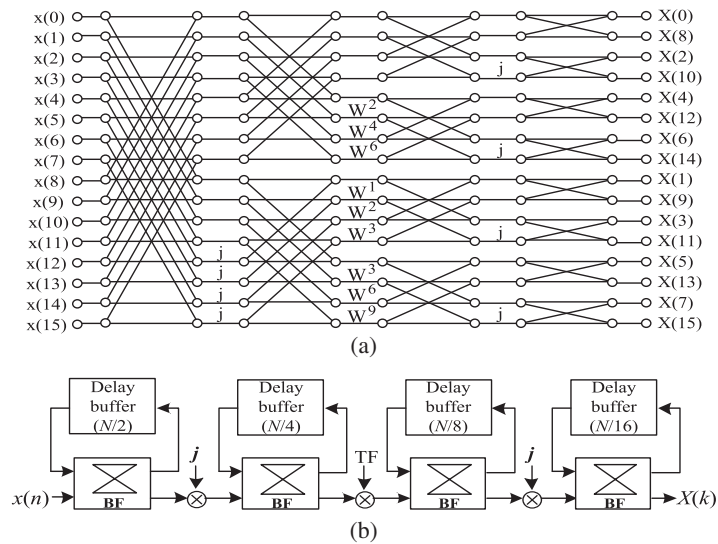 x(0) X(0)
x(1) X(8)
x(2) X(2)
x(3) j X(10)
x(4) X(4)
x(5) W² X(12)
x(6) W⁴ X(6)
x(7) W⁶ j X(14)
x(8) X(1)
x(9) W¹ X(9)
x(10) W² X(3)
x(11) W³ j X(11)
x(12) j X(5)
x(13) j W³ X(13)
x(14) j W⁶ X(7)
x(15) j W⁹ j X(15)
(a)
Delay Delay Delay Delay
buffer buffer buffer buffer
(N/2) (N/4) (N/8) (N/16)
j TF j
x(n) X(k)
BF BF BF BF
(b)